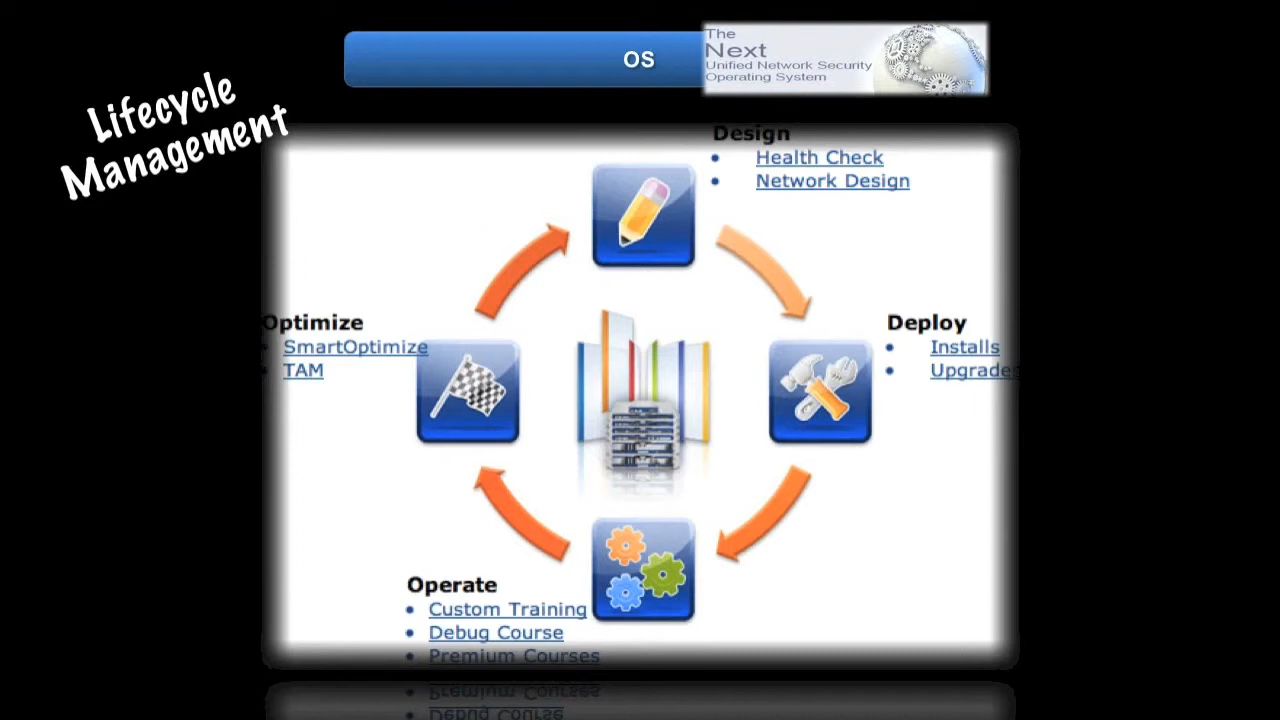 OS
The
Next
Unified Network Security
Operating System
Lifecycle
Management
Design
• Health Check
• Network Design
Optimize
• SmartOptimize
• TAM
Deploy
• Installs
• Upgrades
Operate
• Custom Training
• Debug Course
• Premium Courses